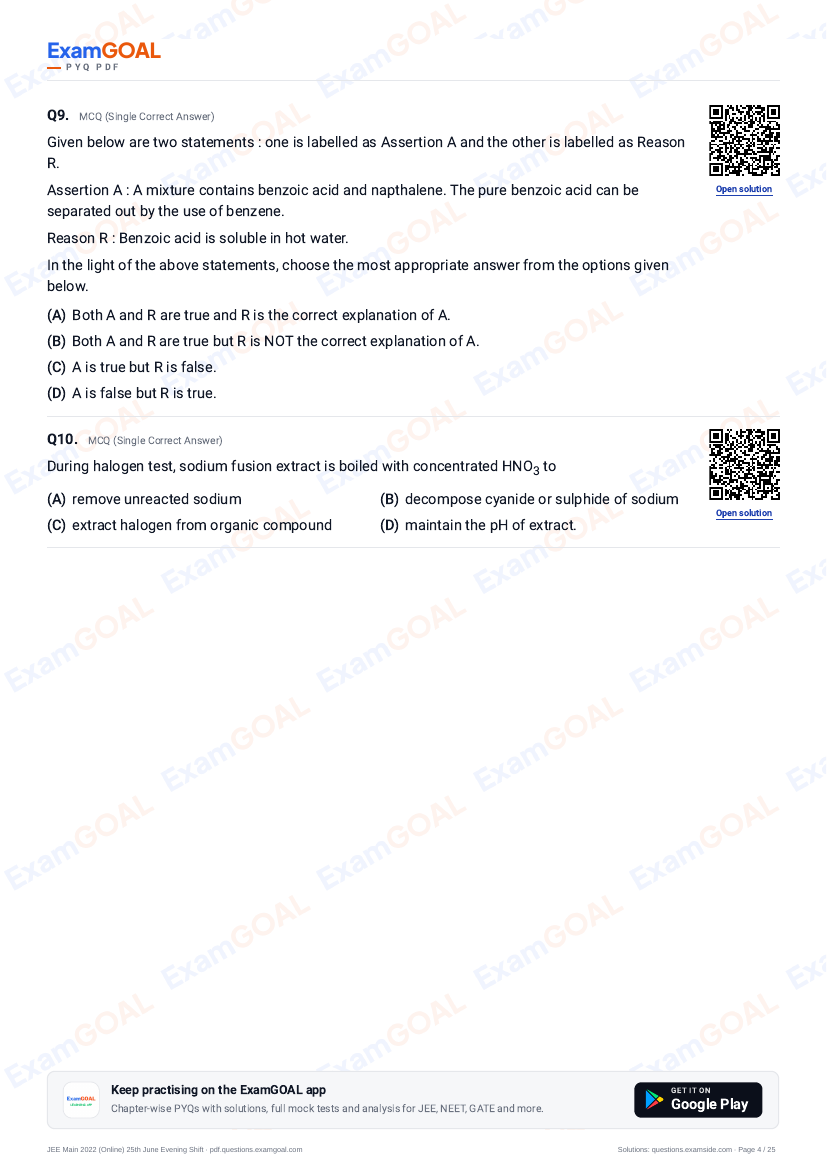 ExamGOAL
PYQ PDF
Q9. MCQ (Single Correct Answer)
Given below are two statements : one is labelled as Assertion A and the other is labelled as Reason
R.
Assertion A : A mixture contains benzoic acid and napthalene. The pure benzoic acid can be
separated out by the use of benzene.
Reason R : Benzoic acid is soluble in hot water.
In the light of the above statements, choose the most appropriate answer from the options given
below.
(A) Both A and R are true and R is the correct explanation of A.
(B) Both A and R are true but R is NOT the correct explanation of A.
(C) A is true but R is false.
(D) A is false but R is true.
Open solution
Q10. MCQ (Single Correct Answer)
During halogen test, sodium fusion extract is boiled with concentrated HNO3 to
(A) remove unreacted sodium (B) decompose cyanide or sulphide of sodium
(C) extract halogen from organic compound (D) maintain the pH of extract.
Open solution
Keep practising on the ExamGOAL app
Chapter-wise PYQs with solutions, full mock tests and analysis for JEE, NEET, GATE and more.
GET IT ON
Google Play
JEE Main 2022 (Online) 25th June Evening Shift · pdf.questions.examgoal.com Solutions: questions.examside.com · Page 4 / 25